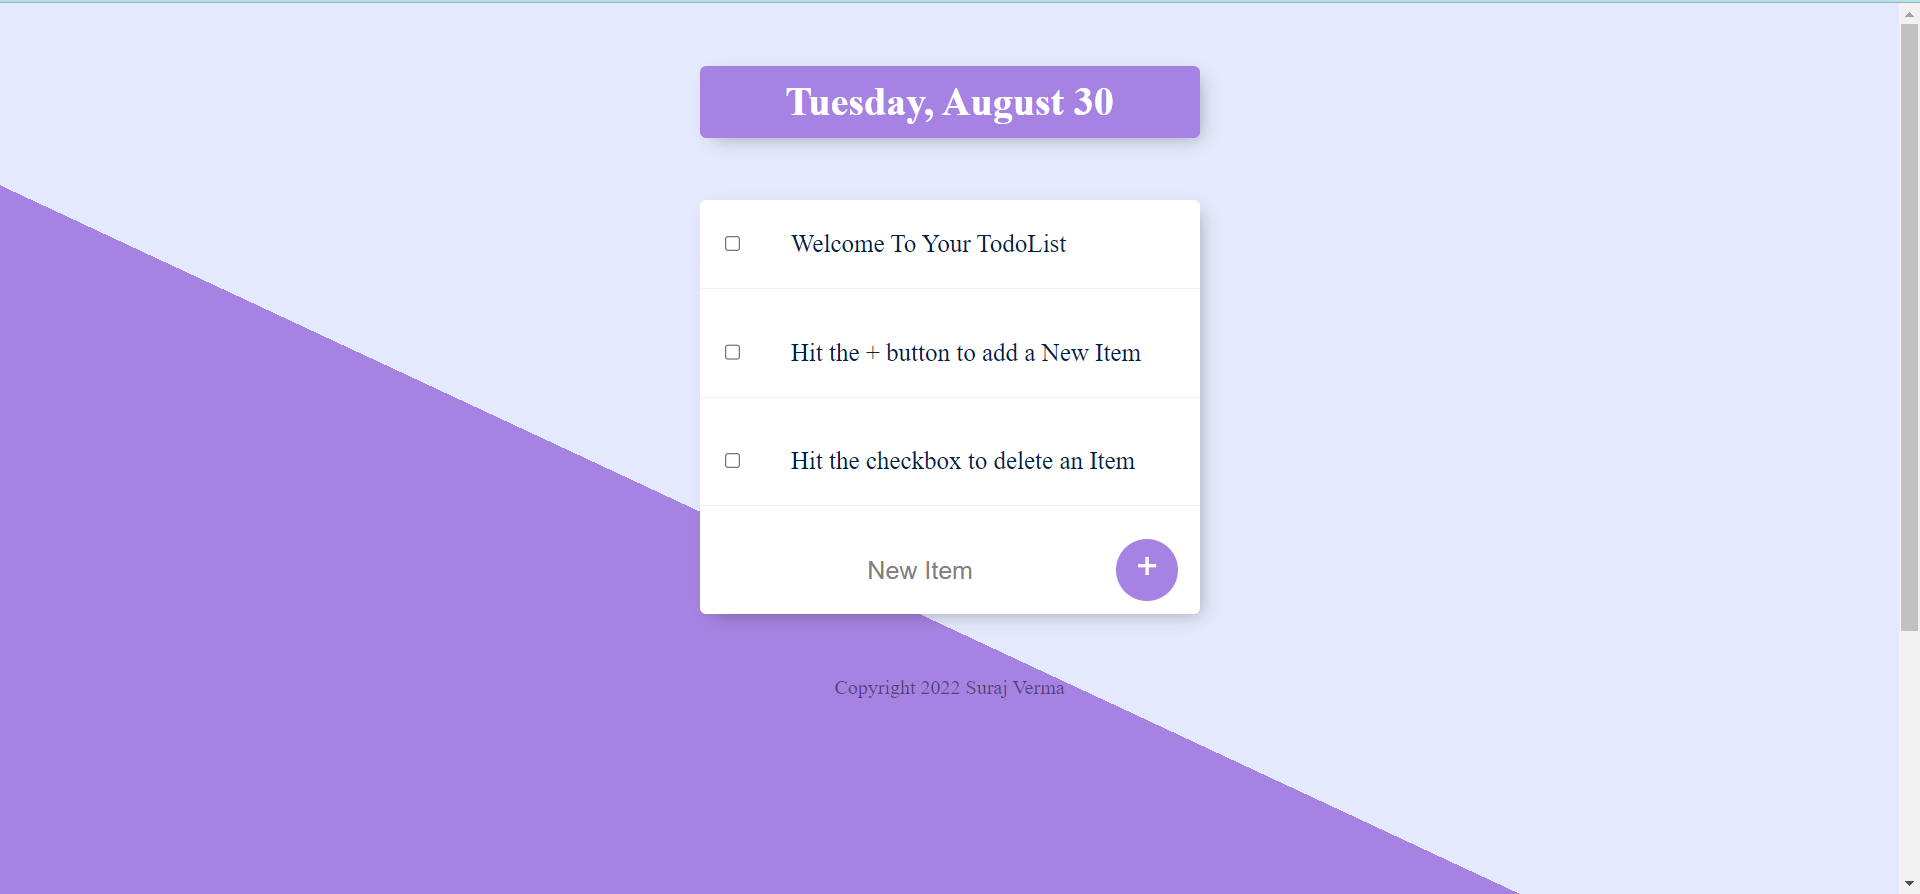 Tuesday, August 30
Welcome To Your TodoList
Hit the + button to add a New Item
Hit the checkbox to delete an Item
New Item
+
Copyright 2022 Suraj Verma